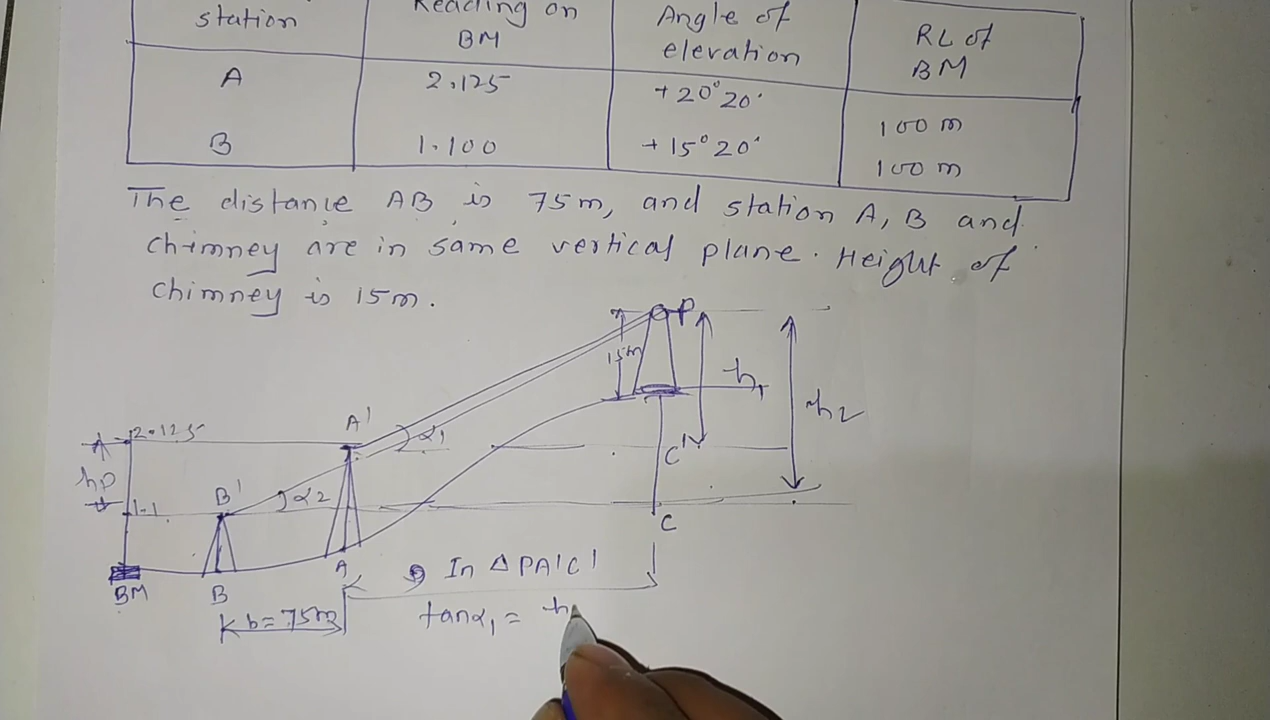 station Reading on BM Angle of elevation RL of BM
A 2.125 +20°20' 100 m
B 1.100 +15°20' 100 m
The distance AB is 75m, and station A, B and
chimney are in same vertical plane. Height of
chimney is 15m.
P
15m
h1
h2
A'
2.125
α1
C'
hD
B'
α2
1.1
C
BM
B
A
In Δ PA'C'
b = 75m
tanα1 = h